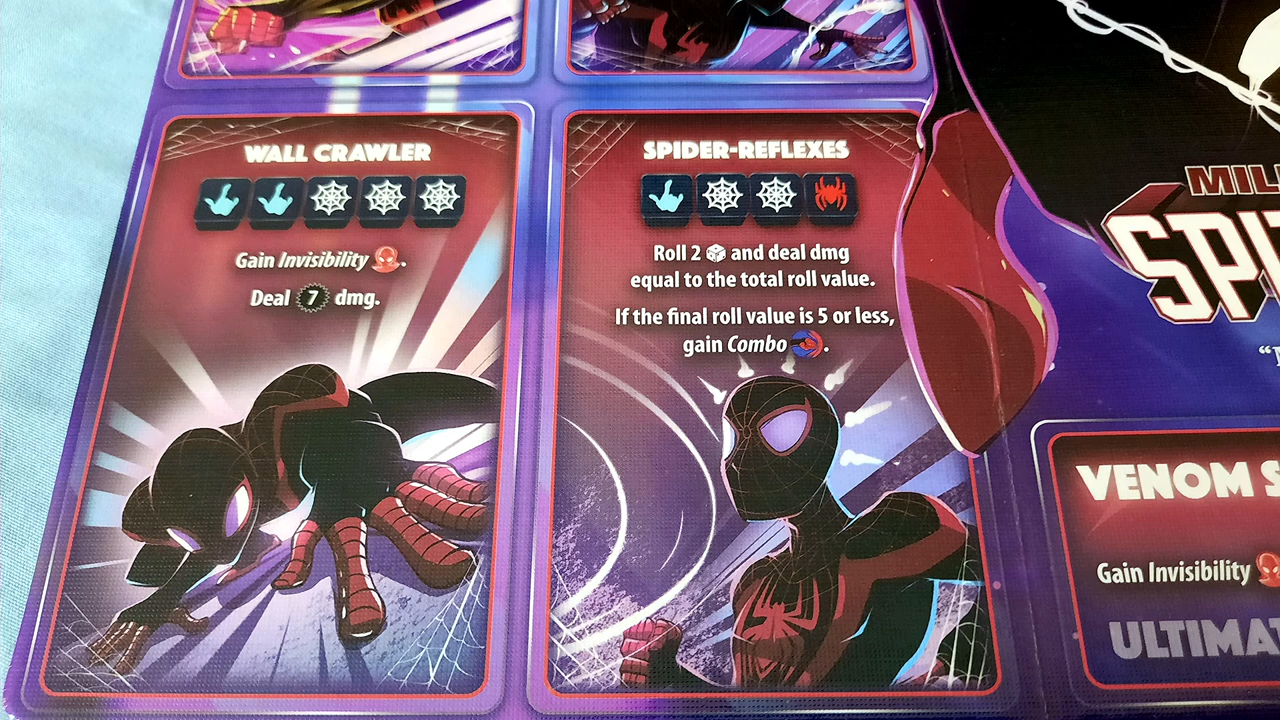 WALL CRAWLER
Gain Invisibility.
Deal 7 dmg.
SPIDER-REFLEXES
Roll 2 and deal dmg
equal to the total roll value.
If the final roll value is 5 or less,
gain Combo.
VENOM
Gain Invisibility